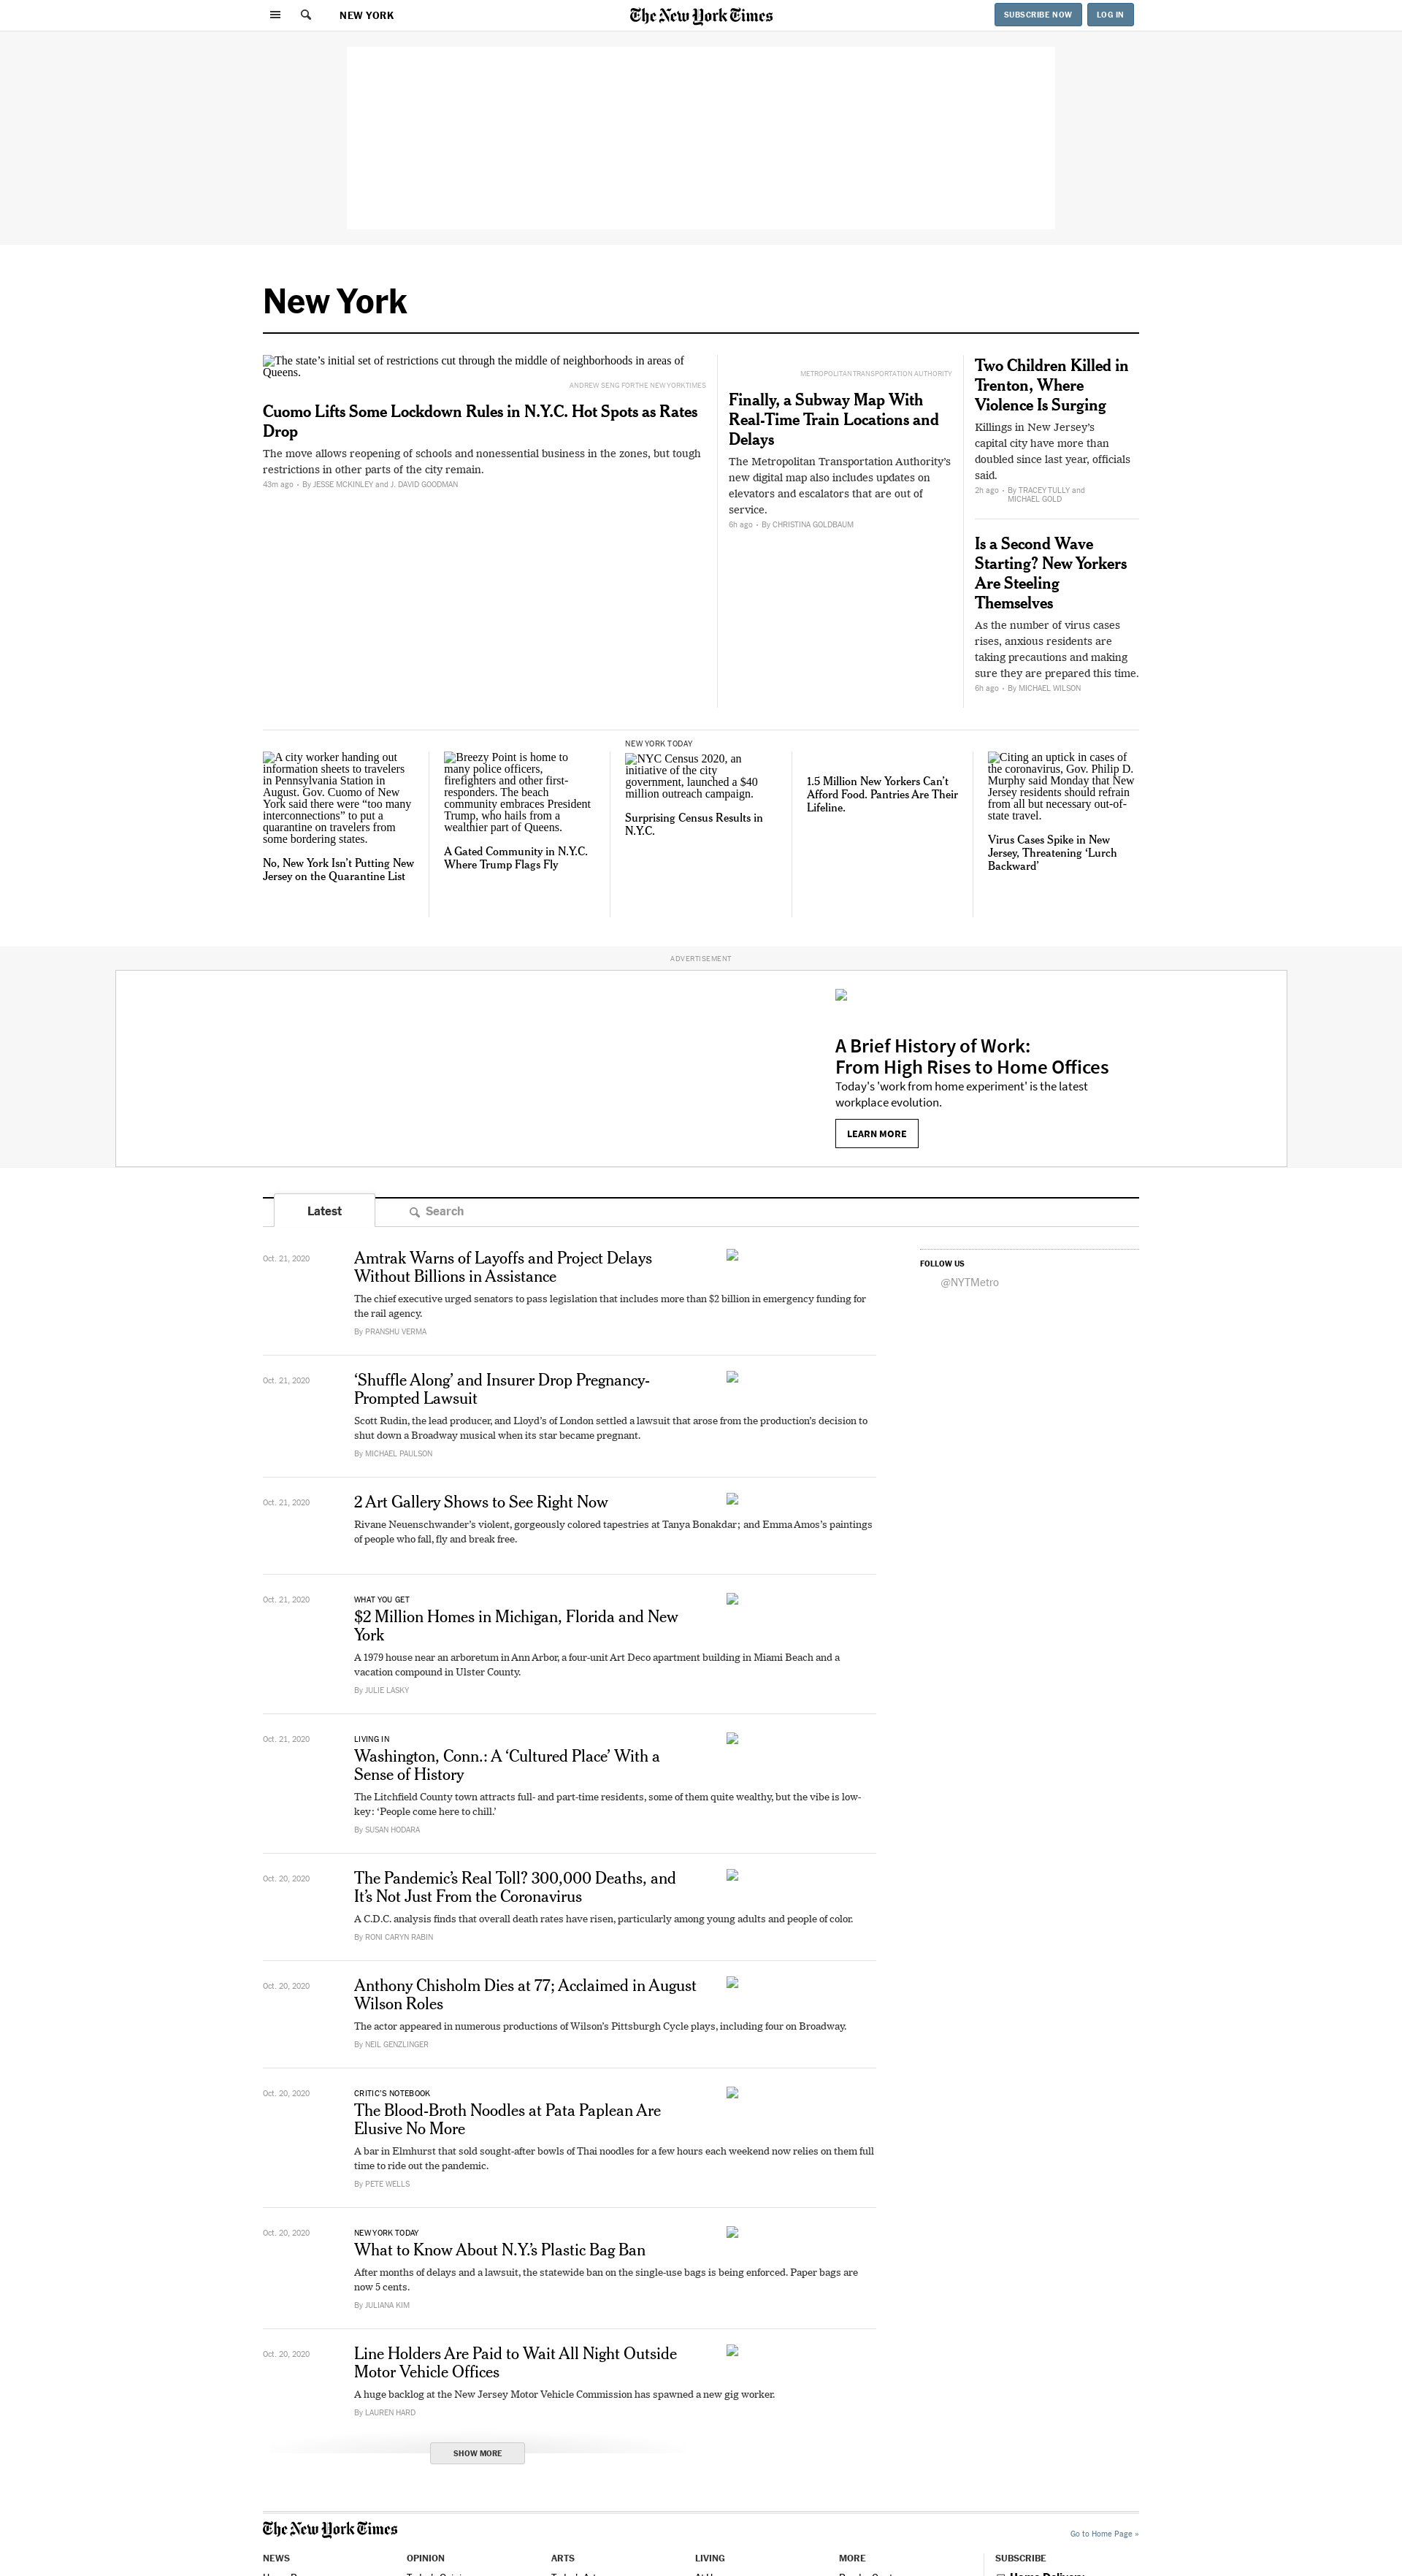 NEW YORK
The New York Times
SUBSCRIBE NOW
LOG IN
New York
The state's initial set of restrictions cut through the middle of neighborhoods in areas of
Queens.
ANDREW SENG FOR THE NEW YORK TIMES
Cuomo Lifts Some Lockdown Rules in N.Y.C. Hot Spots as Rates
Drop
The move allows reopening of schools and nonessential business in the zones, but tough
restrictions in other parts of the city remain.
43m ago • By JESSE MCKINLEY and J. DAVID GOODMAN
METROPOLITAN TRANSPORTATION AUTHORITY
Finally, a Subway Map With
Real-Time Train Locations and
Delays
The Metropolitan Transportation Authority's
new digital map also includes updates on
elevators and escalators that are out of
service.
6h ago • By CHRISTINA GOLDBAUM
Two Children Killed in
Trenton, Where
Violence Is Surging
Killings in New Jersey's
capital city have more than
doubled since last year, officials
said.
2h ago • By TRACEY TULLY and
MICHAEL GOLD
Is a Second Wave
Starting? New Yorkers
Are Steeling
Themselves
As the number of virus cases
rises, anxious residents are
taking precautions and making
sure they are prepared this time.
6h ago • By MICHAEL WILSON
A city worker handing out
information sheets to travelers
in Pennsylvania Station in
August. Gov. Cuomo of New
York said there were “too many
interconnections” to put a
quarantine on travelers from
some bordering states.
No, New York Isn’t Putting New
Jersey on the Quarantine List
Breezy Point is home to
many police officers,
firefighters and other first-
responders. The beach
community embraces President
Trump, who hails from a
wealthier part of Queens.
A Gated Community in N.Y.C.
Where Trump Flags Fly
NEW YORK TODAY
NYC Census 2020, an
initiative of the city
government, launched a $40
million outreach campaign.
Surprising Census Results in
N.Y.C.
1.5 Million New Yorkers Can’t
Afford Food. Pantries Are Their
Lifeline.
Citing an uptick in cases of
the coronavirus, Gov. Philip D.
Murphy said Monday that New
Jersey residents should refrain
from all but necessary out-of-
state travel.
Virus Cases Spike in New
Jersey, Threatening ‘Lurch
Backward’
ADVERTISEMENT
A Brief History of Work:
From High Rises to Home Offices
Today's 'work from home experiment' is the latest
workplace evolution.
LEARN MORE
Latest
Search
Oct. 21, 2020
Amtrak Warns of Layoffs and Project Delays
Without Billions in Assistance
The chief executive urged senators to pass legislation that includes more than $2 billion in emergency funding for
the rail agency.
By PRANSHU VERMA
FOLLOW US
@NYTMetro
Oct. 21, 2020
‘Shuffle Along’ and Insurer Drop Pregnancy-
Prompted Lawsuit
Scott Rudin, the lead producer, and Lloyd’s of London settled a lawsuit that arose from the production’s decision to
shut down a Broadway musical when its star became pregnant.
By MICHAEL PAULSON
Oct. 21, 2020
2 Art Gallery Shows to See Right Now
Rivane Neuenschwander’s violent, gorgeously colored tapestries at Tanya Bonakdar; and Emma Amos’s paintings
of people who fall, fly and break free.
Oct. 21, 2020
WHAT YOU GET
$2 Million Homes in Michigan, Florida and New
York
A 1979 house near an arboretum in Ann Arbor, a four-unit Art Deco apartment building in Miami Beach and a
vacation compound in Ulster County.
By JULIE LASKY
Oct. 21, 2020
LIVING IN
Washington, Conn.: A ‘Cultured Place’ With a
Sense of History
The Litchfield County town attracts full- and part-time residents, some of them quite wealthy, but the vibe is low-
key: ‘People come here to chill.’
By SUSAN HODARA
Oct. 20, 2020
The Pandemic’s Real Toll? 300,000 Deaths, and
It’s Not Just From the Coronavirus
A C.D.C. analysis finds that overall death rates have risen, particularly among young adults and people of color.
By RONI CARYN RABIN
Oct. 20, 2020
Anthony Chisholm Dies at 77; Acclaimed in August
Wilson Roles
The actor appeared in numerous productions of Wilson’s Pittsburgh Cycle plays, including four on Broadway.
By NEIL GENZLINGER
Oct. 20, 2020
CRITIC’S NOTEBOOK
The Blood-Broth Noodles at Pata Paplean Are
Elusive No More
A bar in Elmhurst that sold sought-after bowls of Thai noodles for a few hours each weekend now relies on them full
time to ride out the pandemic.
By PETE WELLS
Oct. 20, 2020
NEW YORK TODAY
What to Know About N.Y.’s Plastic Bag Ban
After months of delays and a lawsuit, the statewide ban on the single-use bags is being enforced. Paper bags are
now 5 cents.
By JULIANA KIM
Oct. 20, 2020
Line Holders Are Paid to Wait All Night Outside
Motor Vehicle Offices
A huge backlog at the New Jersey Motor Vehicle Commission has spawned a new gig worker.
By LAUREN HARD
SHOW MORE
The New York Times
Go to Home Page »
NEWS
OPINION
ARTS
LIVING
MORE
SUBSCRIBE